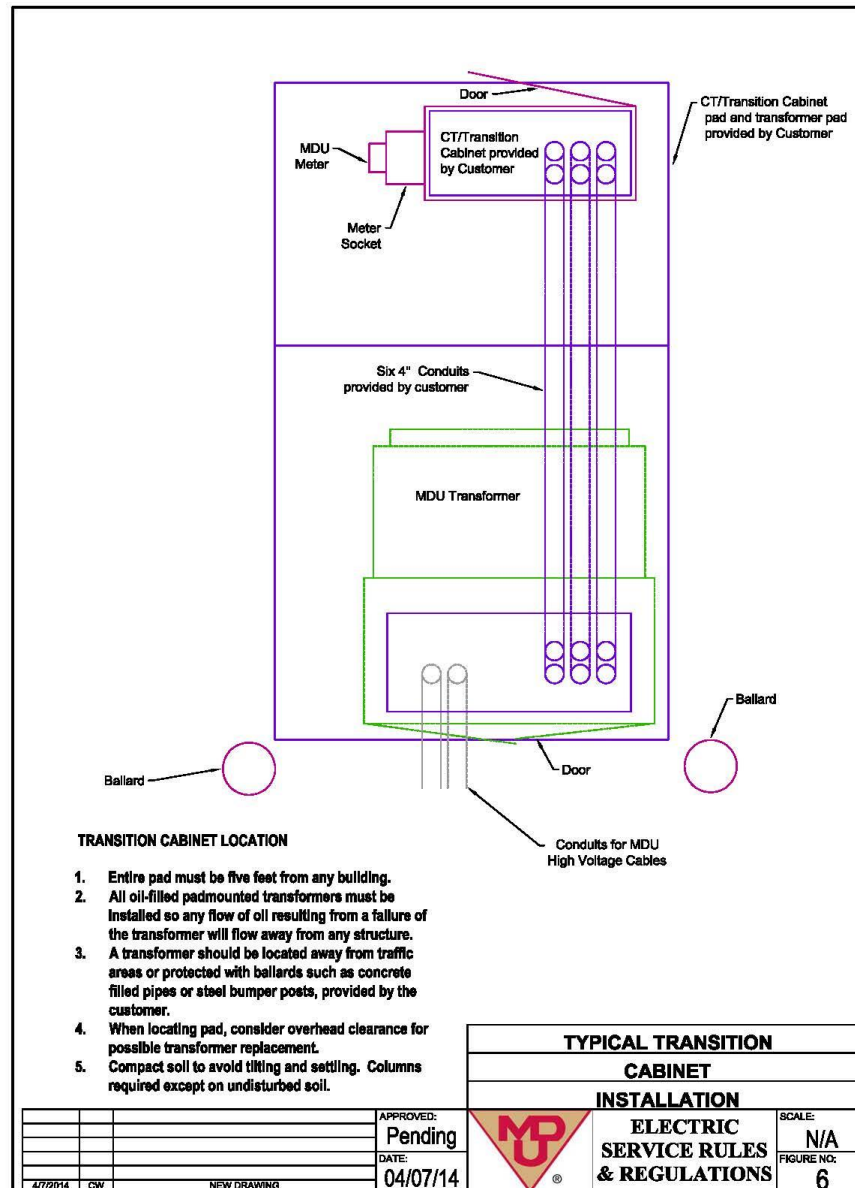 Door
CT/Transition Cabinet
pad and transformer pad
provided by Customer
CT/Transition
Cabinet provided
by Customer
MDU
Meter
Meter
Socket
Six 4" Conduits
provided by customer
MDU Transformer
Ballard
Ballard
Door
Conduits for MDU
High Voltage Cables
TRANSITION CABINET LOCATION
1. Entire pad must be five feet from any building.
2. All oil-filled padmounted transformers must be
installed so any flow of oil resulting from a failure of
the transformer will flow away from any structure.
3. A transformer should be located away from traffic
areas or protected with ballards such as concrete
filled pipes or steel bumper posts, provided by the
customer.
4. When locating pad, consider overhead clearance for
possible transformer replacement.
5. Compact soil to avoid tilting and settling. Columns
required except on undisturbed soil.
TYPICAL TRANSITION
CABINET
INSTALLATION
APPROVED:
Pending
DATE:
04/07/14
MDU
®
ELECTRIC
SERVICE RULES
& REGULATIONS
SCALE:
N/A
FIGURE NO:
6
4/7/2014 CW NEW DRAWING